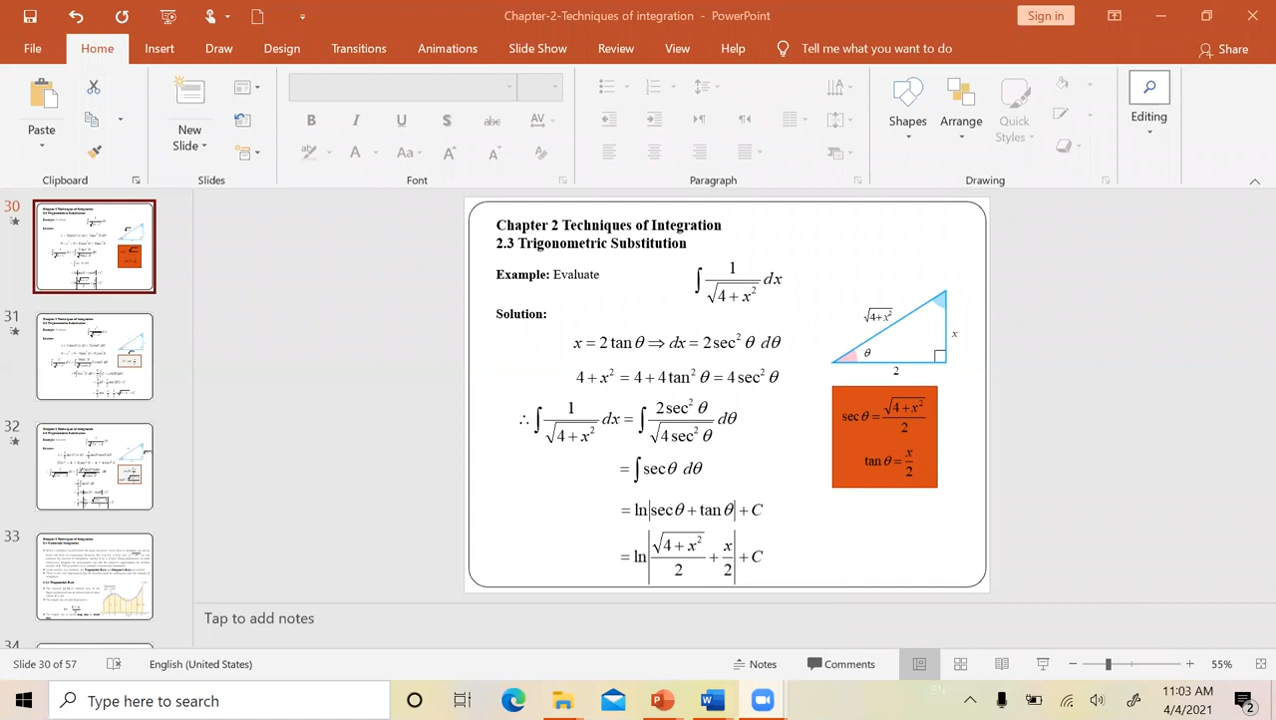 Chapter-2-Techniques of integration - PowerPoint
Sign in
File Home Insert Draw Design Transitions Animations Slide Show Review View Help Tell me what you want to do Share
Paste
New Slide
Shapes Arrange Quick Styles
Editing
Clipboard Slides Font Paragraph Drawing
30
31
32
33
34
Chapter 2 Techniques of Integration
2.3 Trigonometric Substitution
Example: Evaluate ∫ 1/√(4 + x²) dx
Solution:
x = 2 tan θ ⇒ dx = 2 sec² θ dθ
4 + x² = 4 + 4 tan² θ = 4 sec² θ
∴ ∫ 1/√(4 + x²) dx = ∫ 2 sec² θ/√(4 sec² θ) dθ
= ∫ sec θ dθ
= ln|sec θ + tan θ| + C
= ln|√(4 + x²)/2 + x/2| + C
√(4+x²)
x
θ
2
sec θ = √(4 + x²)/2
tan θ = x/2
Tap to add notes
Slide 30 of 57 English (United States) Notes Comments 55%
Type here to search
11:03 AM
4/4/2021
2